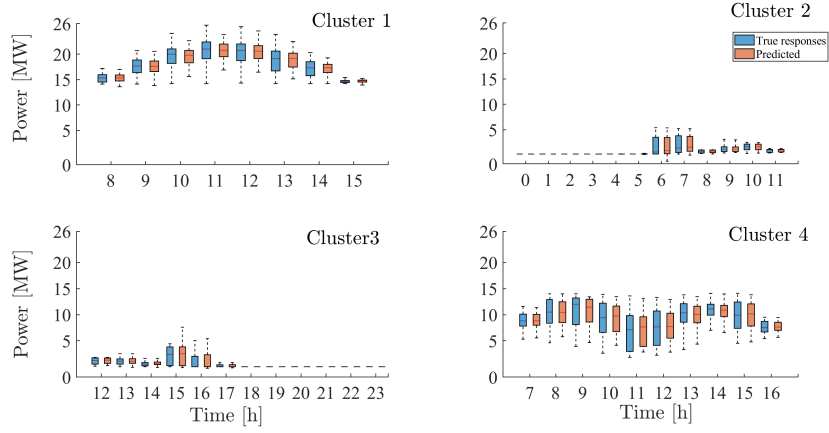 Cluster 1
Power [MW]
26
20
15
10
5
0
8 9 10 11 12 13 14 15
Cluster 2
True responses
Predicted
26
20
15
10
5
0
0 1 2 3 4 5 6 7 8 9 10 11
Cluster3
Power [MW]
26
20
15
10
5
0
12 13 14 15 16 17 18 19 20 21 22 23
Time [h]
Cluster 4
26
20
15
10
5
0
7 8 9 10 11 12 13 14 15 16
Time [h]